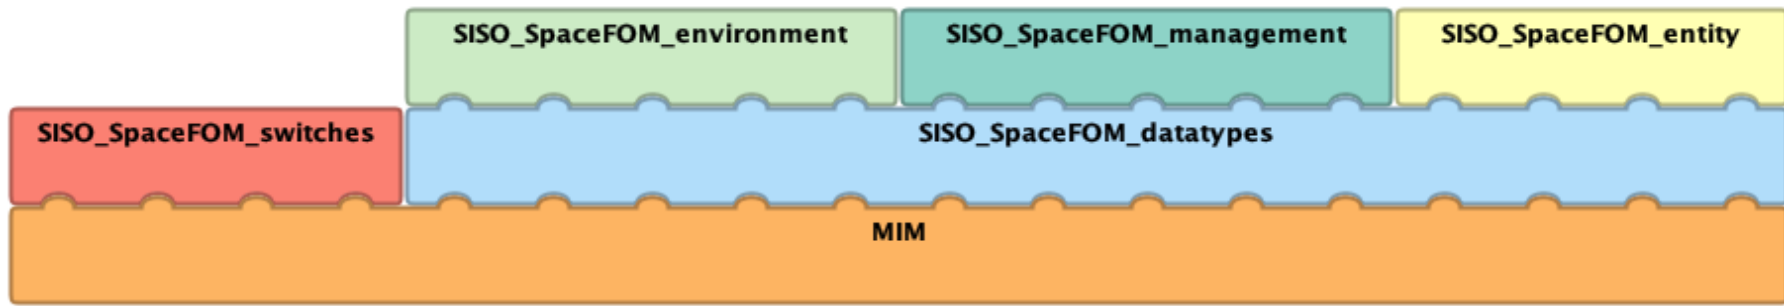 SISO_SpaceFOM_environment
SISO_SpaceFOM_management
SISO_SpaceFOM_entity
SISO_SpaceFOM_switches
SISO_SpaceFOM_datatypes
MIM